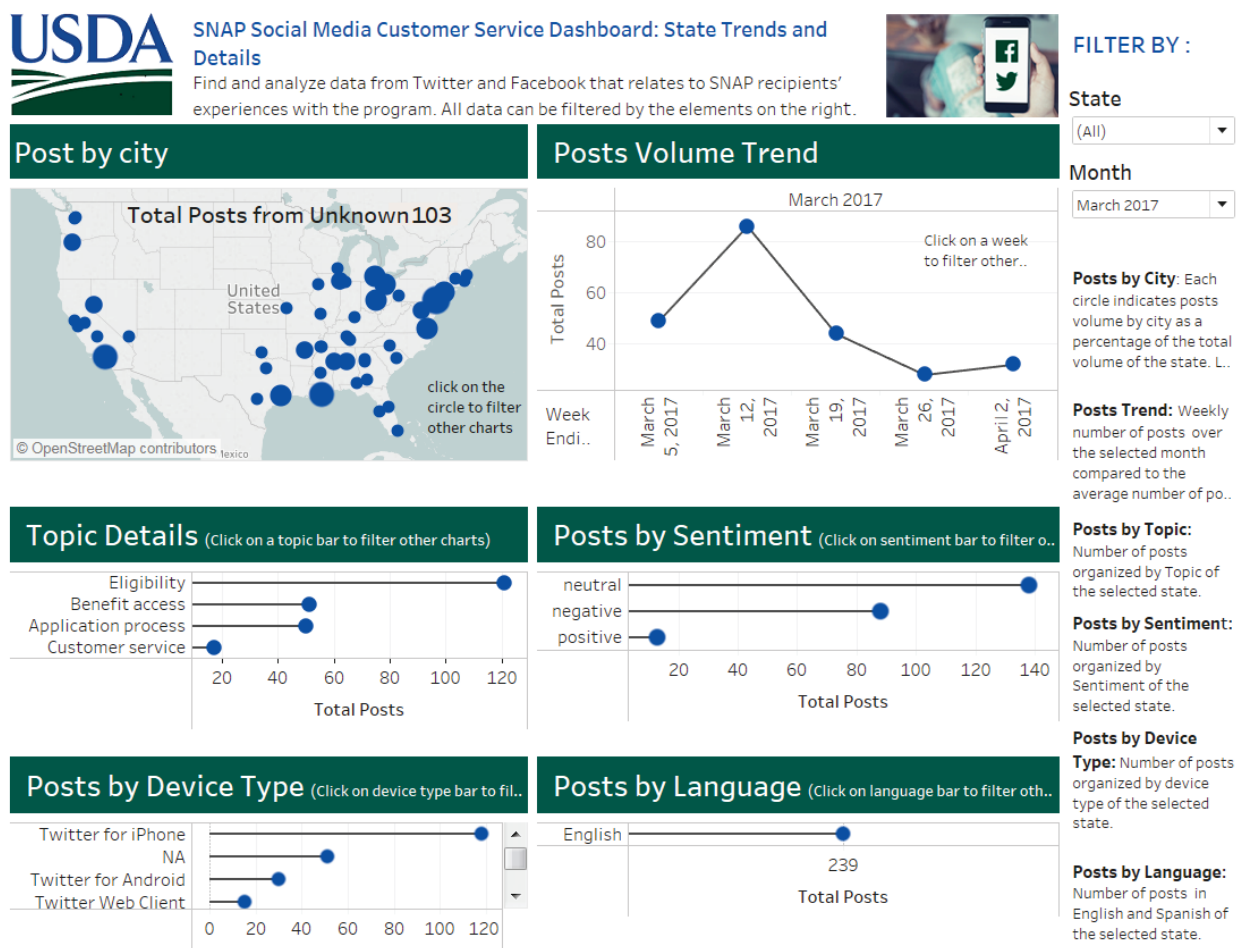 USDA
SNAP Social Media Customer Service Dashboard: State Trends and
Details
Find and analyze data from Twitter and Facebook that relates to SNAP recipients'
experiences with the program. All data can be filtered by the elements on the right.
FILTER BY :
State
(All)
Month
March 2017
Post by city
Total Posts from Unknown 103
United
States
click on the
circle to filter
other charts
© OpenStreetMap contributors
Mexico
Posts Volume Trend
March 2017
Click on a week
to filter other..
Total Posts
80
60
40
Week
Endi..
March
5, 2017
March
12,
2017
March
19,
2017
March
26,
2017
April 2,
2017
Posts by City: Each
circle indicates posts
volume by city as a
percentage of the total
volume of the state. L..
Posts Trend: Weekly
number of posts over
the selected month
compared to the
average number of po..
Posts by Topic:
Number of posts
organized by Topic of
the selected state.
Posts by Sentiment:
Number of posts
organized by
Sentiment of the
selected state.
Posts by Device
Type: Number of posts
organized by device
type of the selected
state.
Posts by Language:
Number of posts in
English and Spanish of
the selected state.
Topic Details (Click on a topic bar to filter other charts)
Eligibility
Benefit access
Application process
Customer service
20 40 60 80 100 120
Total Posts
Posts by Sentiment (Click on sentiment bar to filter o..
neutral
negative
positive
20 40 60 80 100 120 140
Total Posts
Posts by Device Type (Click on device type bar to fil..
Twitter for iPhone
NA
Twitter for Android
Twitter Web Client
0 20 40 60 80 100 120
Posts by Language (Click on language bar to filter oth..
English
239
Total Posts